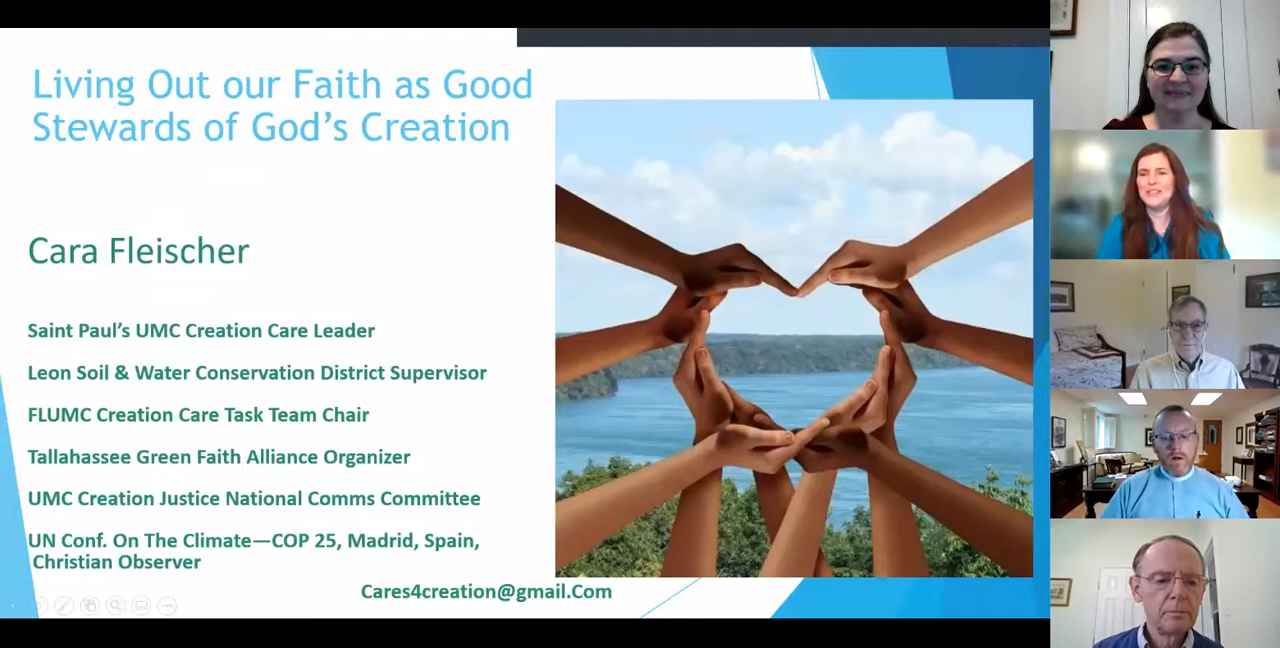 Living Out our Faith as Good
Stewards of God's Creation
Cara Fleischer
Saint Paul's UMC Creation Care Leader
Leon Soil & Water Conservation District Supervisor
FLUMC Creation Care Task Team Chair
Tallahassee Green Faith Alliance Organizer
UMC Creation Justice National Comms Committee
UN Conf. On The Climate—COP 25, Madrid, Spain,
Christian Observer
Cares4creation@gmail.Com